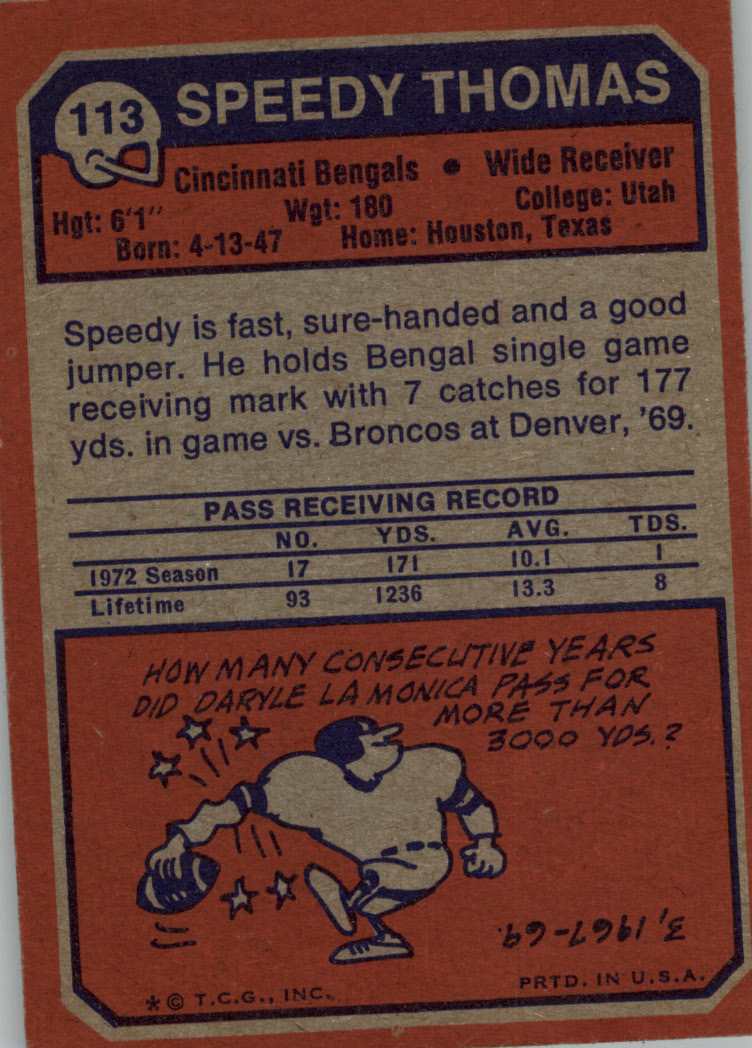 113 SPEEDY THOMAS
Cincinnati Bengals • Wide Receiver
Hgt: 6'1" Wgt: 180 College: Utah
Born: 4-13-47 Home: Houston, Texas
Speedy is fast, sure-handed and a good
jumper. He holds Bengal single game
receiving mark with 7 catches for 177
yds. in game vs. Broncos at Denver, '69.
PASS RECEIVING RECORD
NO. YDS. AVG. TDS.
1972 Season 17 171 10.1 1
Lifetime 93 1236 13.3 8
HOW MANY CONSECUTIVE YEARS
DID DARYLE LA MONICA PASS FOR
MORE THAN
3000 YDS.?
3, 1967-69.
* © T.C.G., INC. PRTD. IN U.S.A.